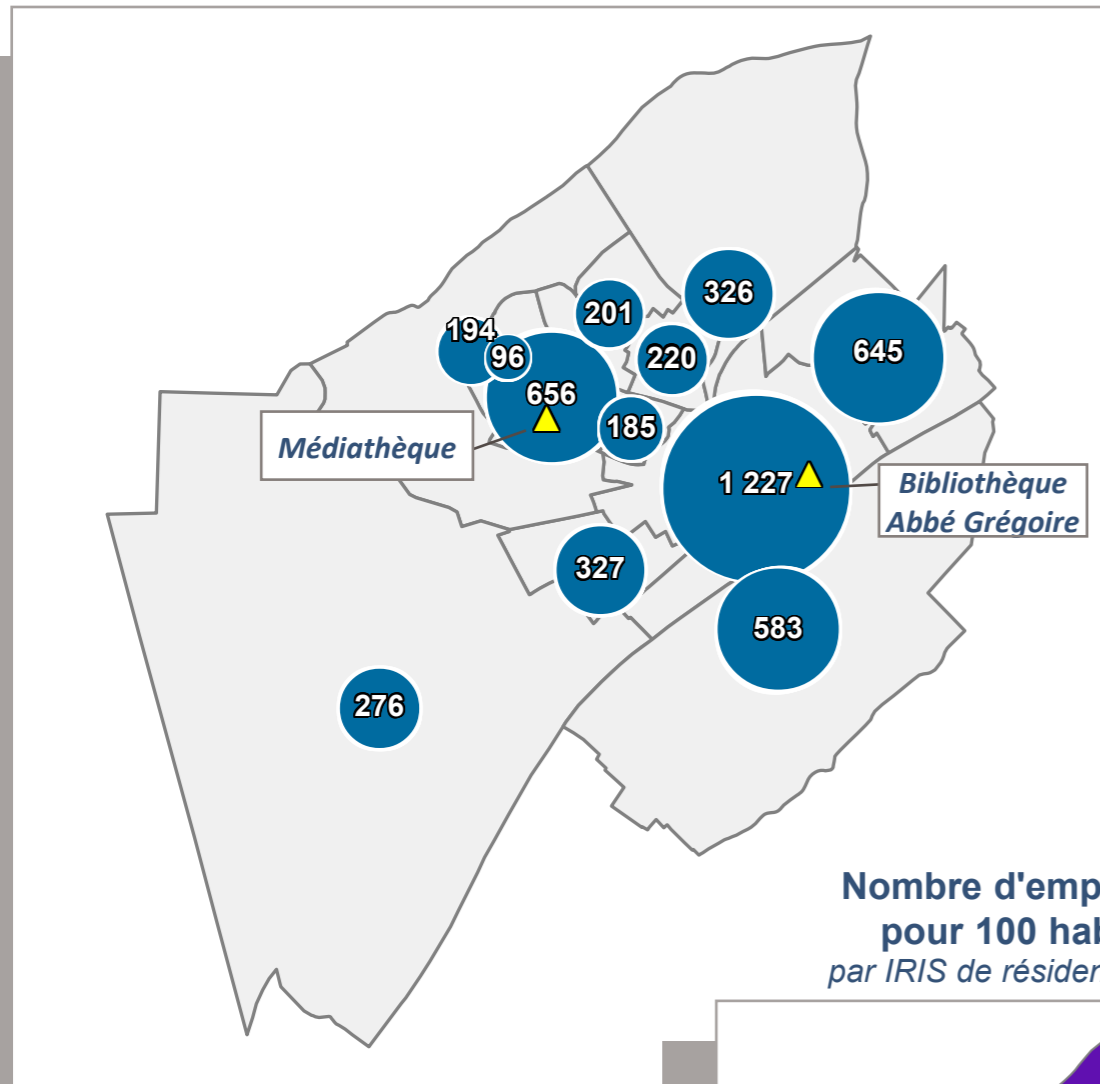 326
201
194
645
220
96
656
185
Médiathèque
1 227
Bibliothèque
Abbé Grégoire
327
583
276
Nombre d'emp
pour 100 hab
par IRIS de résiden